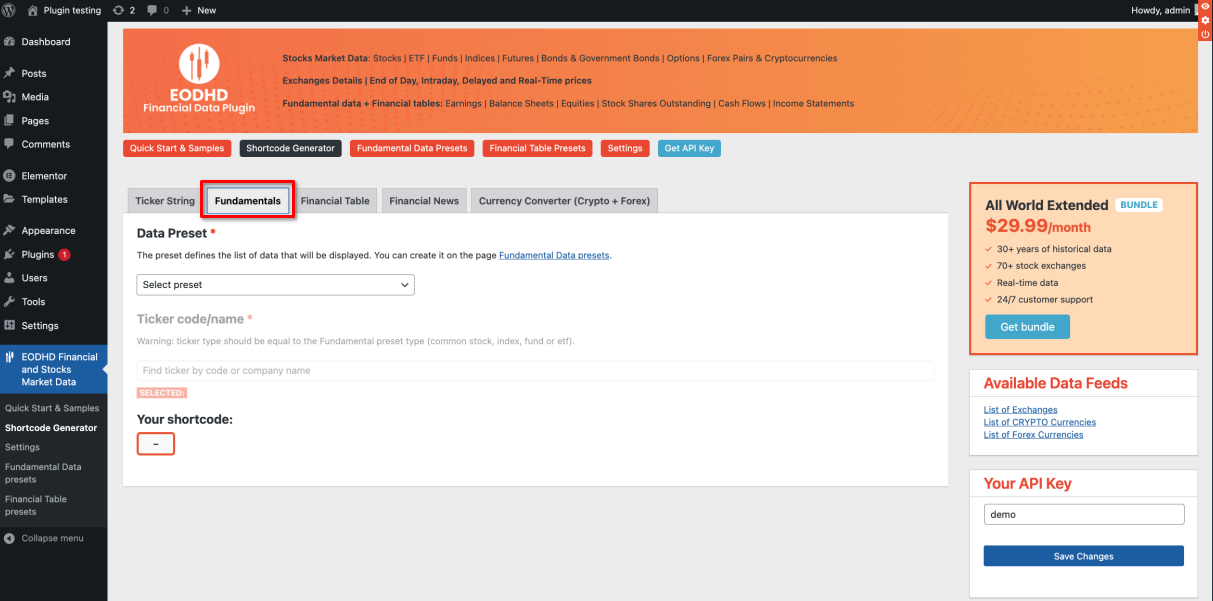 Plugin testing
2
0
New
Howdy, admin
Dashboard
Posts
Media
Pages
Comments
Elementor
Templates
Appearance
Plugins 1
Users
Tools
Settings
EODHD Financial
and Stocks
Market Data
Quick Start & Samples
Shortcode Generator
Settings
Fundamental Data
presets
Financial Table
presets
Collapse menu
EODHD
Financial Data Plugin
Stocks Market Data: Stocks | ETF | Funds | Indices | Futures | Bonds & Government Bonds | Options | Forex Pairs & Cryptocurrencies
Exchanges Details | End of Day, Intraday, Delayed and Real-Time prices
Fundamental data + Financial tables: Earnings | Balance Sheets | Equities | Stock Shares Outstanding | Cash Flows | Income Statements
Quick Start & Samples
Shortcode Generator
Fundamental Data Presets
Financial Table Presets
Settings
Get API Key
Ticker String
Fundamentals
Financial Table
Financial News
Currency Converter (Crypto + Forex)
Data Preset *
The preset defines the list of data that will be displayed. You can create it on the page Fundamental Data presets.
Select preset
Ticker code/name *
Warning: ticker type should be equal to the Fundamental preset type (common stock, index, fund or etf).
Find ticker by code or company name
SELECTED:
Your shortcode:
-
All World Extended BUNDLE
$29.99/month
30+ years of historical data
70+ stock exchanges
Real-time data
24/7 customer support
Get bundle
Available Data Feeds
List of Exchanges
List of CRYPTO Currencies
List of Forex Currencies
Your API Key
demo
Save Changes